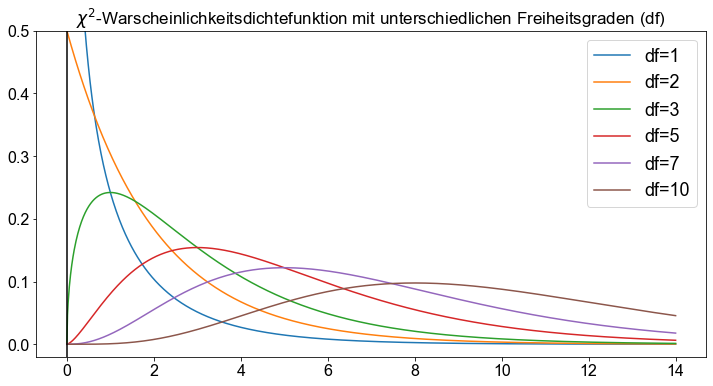 χ²-Warscheinlichkeitsdichtefunktion mit unterschiedlichen Freiheitsgraden (df)
0.5
0.4
0.3
0.2
0.1
0.0
df=1
df=2
df=3
df=5
df=7
df=10
0 2 4 6 8 10 12 14